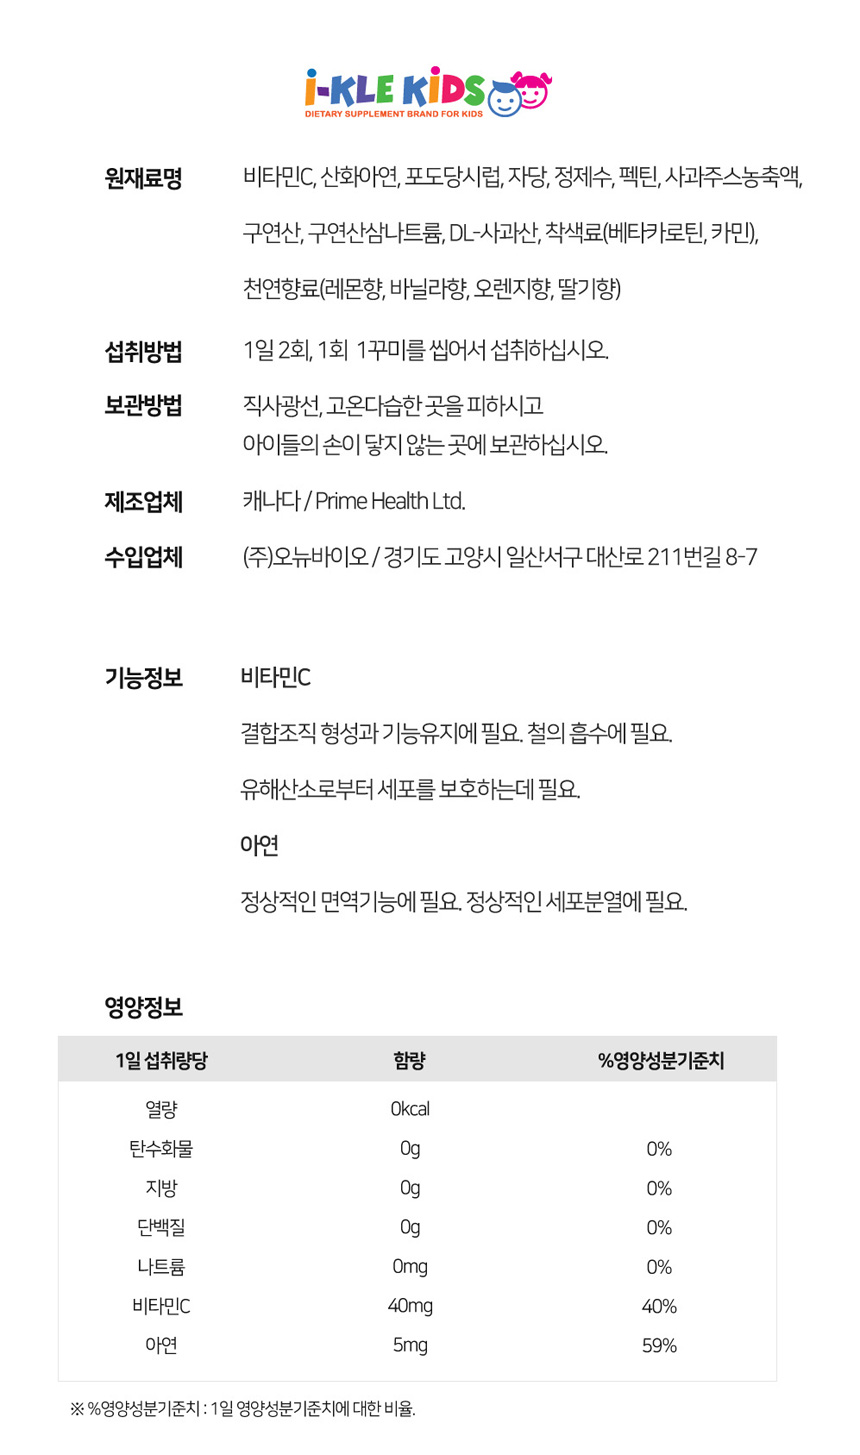 i-KLE KiDS
DIETARY SUPPLEMENT BRAND FOR KIDS
원재료명 비타민C, 산화아연, 포도당시럽, 자당, 정제수, 펙틴, 사과주스농축액,
구연산, 구연산삼나트륨, DL-사과산, 착색료(베타카로틴, 카민),
천연향료(레몬향, 바닐라향, 오렌지향, 딸기향)
섭취방법 1일 2회, 1회 1꾸미를 씹어서 섭취하십시오.
보관방법 직사광선, 고온다습한 곳을 피하시고
아이들의 손이 닿지 않는 곳에 보관하십시오.
제조업체 캐나다 / Prime Health Ltd.
수입업체 (주)오뉴바이오 / 경기도 고양시 일산서구 대산로 211번길 8-7
기능정보 비타민C
결합조직 형성과 기능유지에 필요. 철의 흡수에 필요.
유해산소로부터 세포를 보호하는데 필요.
아연
정상적인 면역기능에 필요. 정상적인 세포분열에 필요.
영양정보
1일 섭취량당 함량 %영양성분기준치
열량 0kcal
탄수화물 0g 0%
지방 0g 0%
단백질 0g 0%
나트륨 0mg 0%
비타민C 40mg 40%
아연 5mg 59%
※ %영양성분기준치 : 1일 영양성분기준치에 대한 비율.